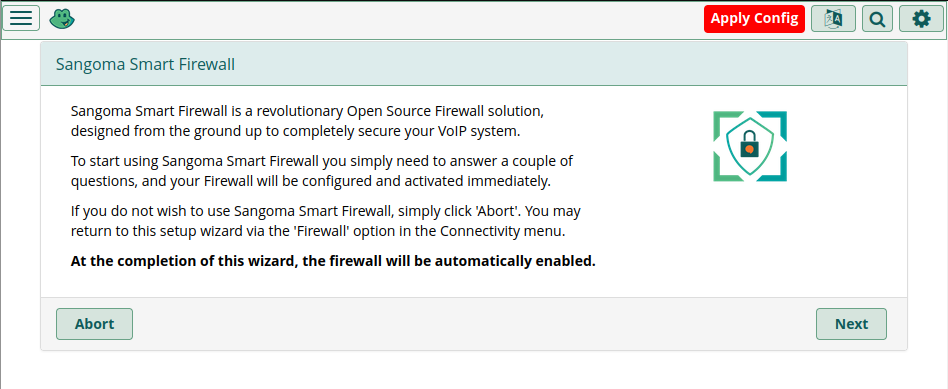 Apply Config
Sangoma Smart Firewall
Sangoma Smart Firewall is a revolutionary Open Source Firewall solution,
designed from the ground up to completely secure your VoIP system.
To start using Sangoma Smart Firewall you simply need to answer a couple of
questions, and your Firewall will be configured and activated immediately.
If you do not wish to use Sangoma Smart Firewall, simply click 'Abort'. You may
return to this setup wizard via the 'Firewall' option in the Connectivity menu.
At the completion of this wizard, the firewall will be automatically enabled.
Abort
Next